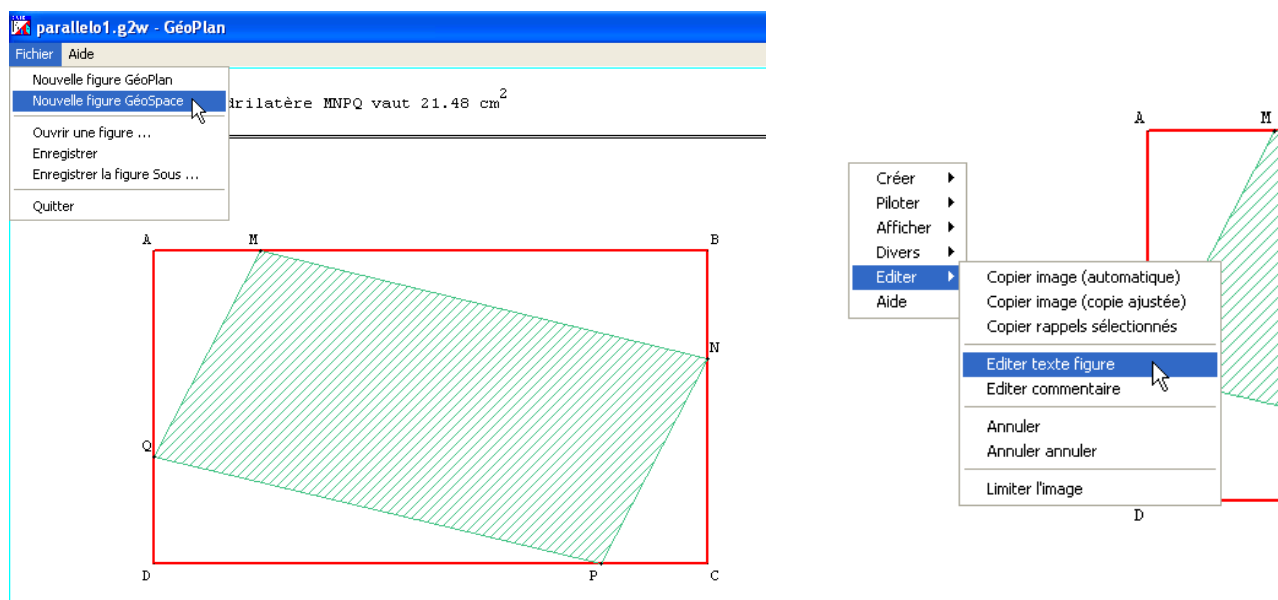 parallelo1.g2w - GéoPlan
Fichier Aide
Nouvelle figure GéoPlan
Nouvelle figure GéoSpace
Ouvrir une figure ...
Enregistrer
Enregistrer la figure Sous ...
Quitter
drilatère MNPQ vaut 21.48 cm2
A M B
N
Q
D P C
A M
Créer
Piloter
Afficher
Divers
Editer
Aide
Copier image (automatique)
Copier image (copie ajustée)
Copier rappels sélectionnés
Editer texte figure
Editer commentaire
Annuler
Annuler annuler
Limiter l'image
D